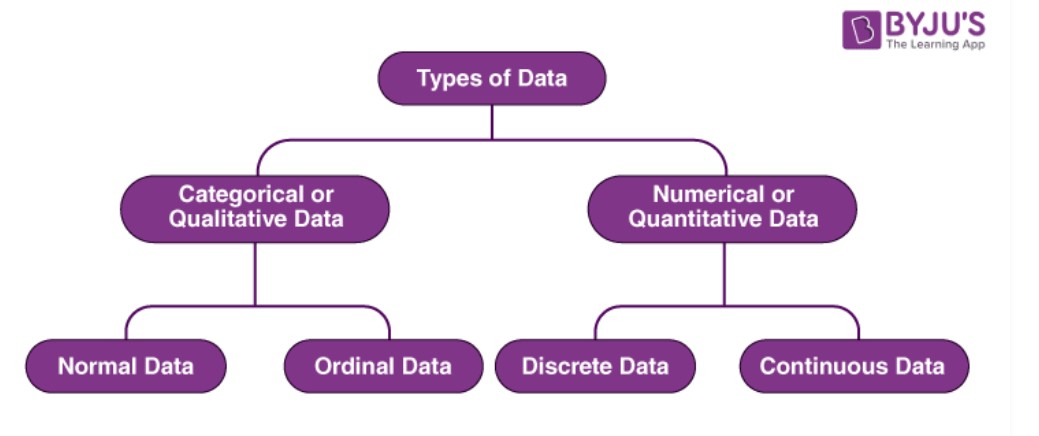 BYJU'S
The Learning App
Types of Data
Categorical or
Qualitative Data
Numerical or
Quantitative Data
Normal Data
Ordinal Data
Discrete Data
Continuous Data